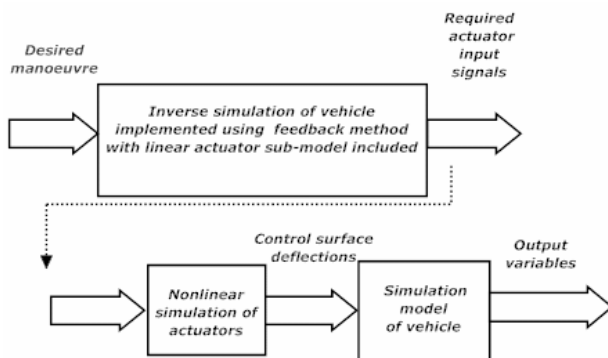 Desired
manoeuvre
Required
actuator
input
signals
Inverse simulation of vehicle
implemented using feedback method
with linear actuator sub-model included
Control surface
deflections
Output
variables
Nonlinear
simulation of
actuators
Simulation
model
of vehicle